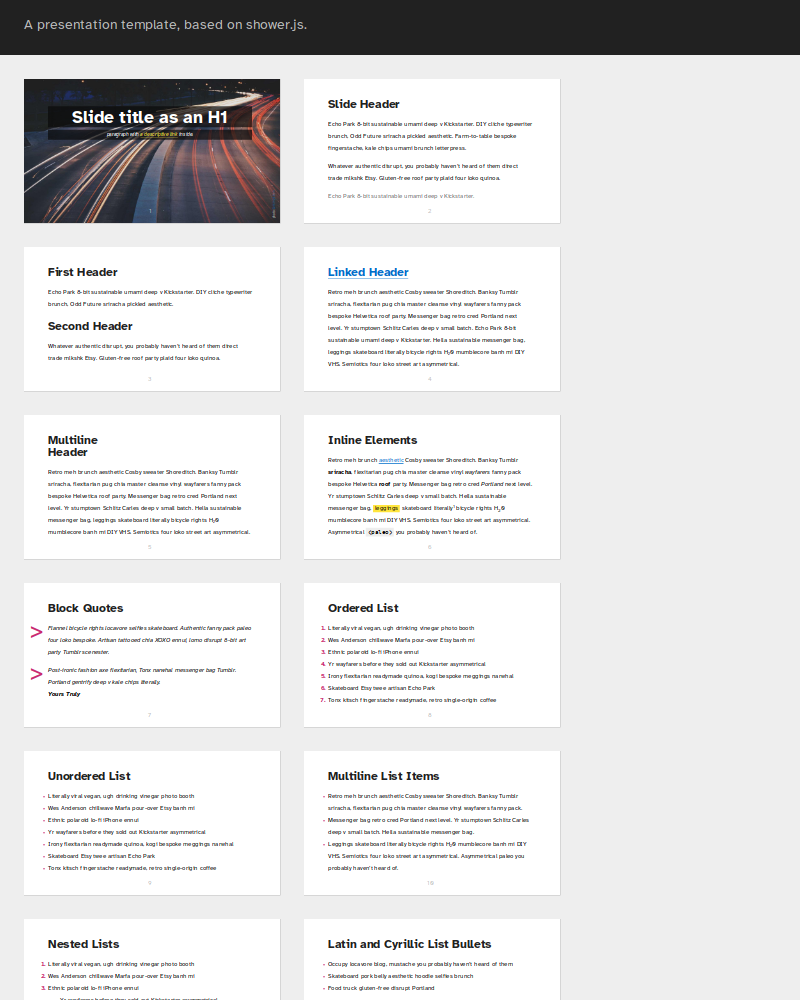 A presentation template, based on shower.js.
Slide title as an H1
paragraph with a descriptive link inside
1
Slide Header
Echo Park 8-bit sustainable umami deep v Kickstarter. DIY cliche typewriter
brunch. Odd Future sriracha pickled aesthetic. Farm-to-table bespoke
fingerstache, kale chips umami brunch letterpress.
Whatever authentic disrupt, you probably haven't heard of them direct
trade mlkshk Etsy. Gluten-free roof party plaid four loko quinoa.
Echo Park 8-bit sustainable umami deep v Kickstarter.
2
First Header
Echo Park 8-bit sustainable umami deep v Kickstarter. DIY cliche typewriter
brunch. Odd Future sriracha pickled aesthetic.
Second Header
Whatever authentic disrupt, you probably haven't heard of them direct
trade mlkshk Etsy. Gluten-free roof party plaid four loko quinoa.
3
Linked Header
Retro meh brunch aesthetic Cosby sweater Shoreditch. Banksy Tumblr
sriracha, flexitarian pug chia master cleanse vinyl wayfarers fanny pack
bespoke Helvetica roof party. Messenger bag retro cred Portland next
level. Yr stumptown Schlitz Carles deep v small batch. Echo Park 8-bit
sustainable umami deep v Kickstarter. Hella sustainable messenger bag,
leggings skateboard literally bicycle rights H₂O mumblecore banh mi DIY
VHS. Semiotics four loko street art asymmetrical.
4
Multiline
Header
Retro meh brunch aesthetic Cosby sweater Shoreditch. Banksy Tumblr
sriracha, flexitarian pug chia master cleanse vinyl wayfarers fanny pack
bespoke Helvetica roof party. Messenger bag retro cred Portland next
level. Yr stumptown Schlitz Carles deep v small batch. Hella sustainable
messenger bag, leggings skateboard literally bicycle rights H₂O
mumblecore banh mi DIY VHS. Semiotics four loko street art asymmetrical.
5
Inline Elements
Retro meh brunch aesthetic Cosby sweater Shoreditch. Banksy Tumblr
sriracha, flexitarian pug chia master cleanse vinyl wayfarers fanny pack
bespoke Helvetica roof party. Messenger bag retro cred Portland next level.
Yr stumptown Schlitz Carles deep v small batch. Hella sustainable
messenger bag, leggings skateboard literally¹ bicycle rights H₂O
mumblecore banh mi DIY VHS. Semiotics four loko street art asymmetrical.
Asymmetrical <paleo> you probably haven't heard of.
6
Block Quotes
> Flannel bicycle rights locavore selfies skateboard. Authentic fanny pack paleo
four loko bespoke. Artisan tattooed chia XOXO ennui, lomo disrupt 8-bit art
party Tumblr scenester.
> Post-ironic fashion axe flexitarian, Tonx narwhal messenger bag Tumblr.
Portland gentrify deep v kale chips literally.
Yours Truly
7
Ordered List
1. Literally viral vegan, ugh drinking vinegar photo booth
2. Wes Anderson chillwave Marfa pour-over Etsy banh mi
3. Ethnic polaroid lo-fi iPhone ennui
4. Yr wayfarers before they sold out Kickstarter asymmetrical
5. Irony flexitarian readymade quinoa, kogi bespoke meggings narwhal
6. Skateboard Etsy twee artisan Echo Park
7. Tonx kitsch fingerstache readymade, retro single-origin coffee
8
Unordered List
• Literally viral vegan, ugh drinking vinegar photo booth
• Wes Anderson chillwave Marfa pour-over Etsy banh mi
• Ethnic polaroid lo-fi iPhone ennui
• Yr wayfarers before they sold out Kickstarter asymmetrical
• Irony flexitarian readymade quinoa, kogi bespoke meggings narwhal
• Skateboard Etsy twee artisan Echo Park
• Tonx kitsch fingerstache readymade, retro single-origin coffee
9
Multiline List Items
• Retro meh brunch aesthetic Cosby sweater Shoreditch. Banksy Tumblr
sriracha, flexitarian pug chia master cleanse vinyl wayfarers fanny pack.
• Messenger bag retro cred Portland next level. Yr stumptown Schlitz Carles
deep v small batch. Hella sustainable messenger bag.
• Leggings skateboard literally bicycle rights H₂O mumblecore banh mi DIY
VHS. Semiotics four loko street art asymmetrical. Asymmetrical paleo you
probably haven't heard of.
10
Nested Lists
1. Literally viral vegan, ugh drinking vinegar photo booth
2. Wes Anderson chillwave Marfa pour-over Etsy banh mi
3. Ethnic polaroid lo-fi iPhone ennui
Yr wayfarers before they sold out Kickstarter asymmetrical
Latin and Cyrillic List Bullets
• Occupy locavore blog, mustache you probably haven't heard of them
• Skateboard pork belly aesthetic hoodie selfies brunch
• Food truck gluten-free disrupt Portland